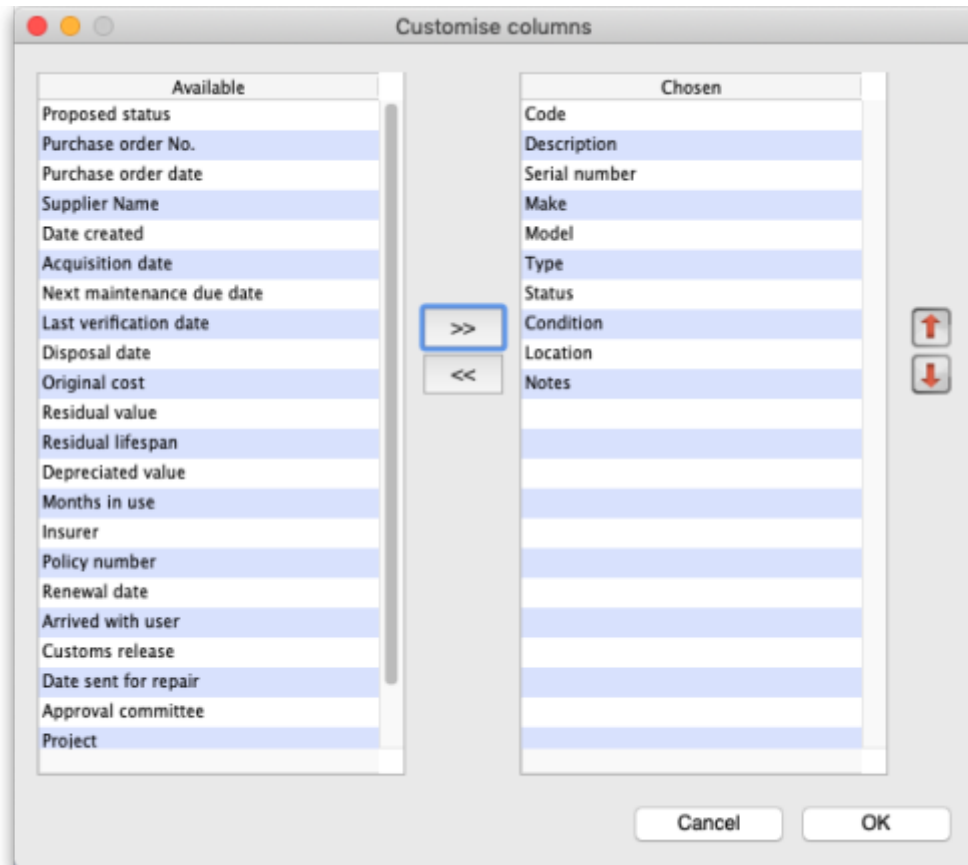 Customise columns
Available
Proposed status
Purchase order No.
Purchase order date
Supplier Name
Date created
Acquisition date
Next maintenance due date
Last verification date
Disposal date
Original cost
Residual value
Residual lifespan
Depreciated value
Months in use
Insurer
Policy number
Renewal date
Arrived with user
Customs release
Date sent for repair
Approval committee
Project
>>
<<
Chosen
Code
Description
Serial number
Make
Model
Type
Status
Condition
Location
Notes
Cancel
OK